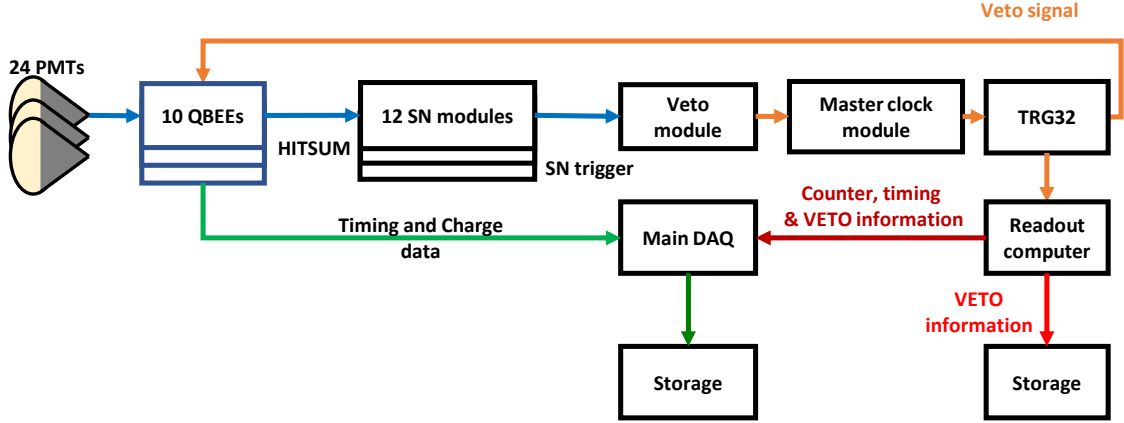 Veto signal
24 PMTs
10 QBEEs
HITSUM
12 SN modules
SN trigger
Veto
module
Master clock
module
TRG32
Counter, timing
& VETO information
Timing and Charge
data
Main DAQ
Readout
computer
VETO
information
Storage
Storage